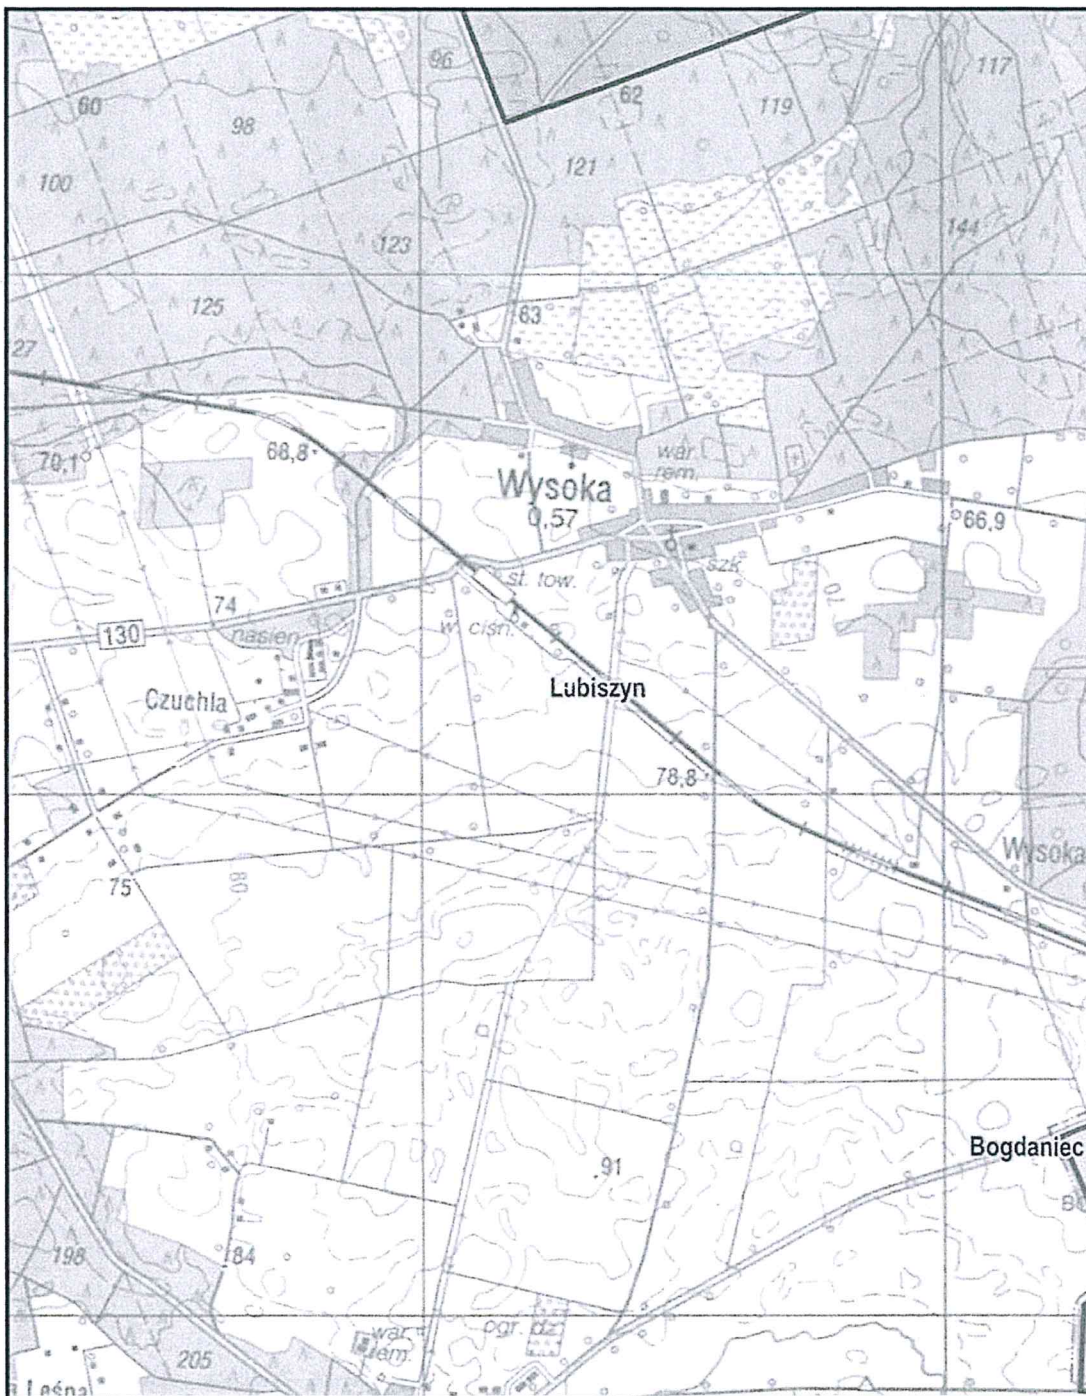 96
117
60
62
119
98
121
100
123
144
125
63
27
70,1
68,8
war.
rem.
Wysoka
0,57
66,9
st. tow.
szk
74
130
w. ciśn.
b.
70
nasien
Lubiszyn
Czuchla
78,8
Wysoka
75
80
Bogdaniec
91
198
84
war.
rem.
ogr. dz.
205
Leśna